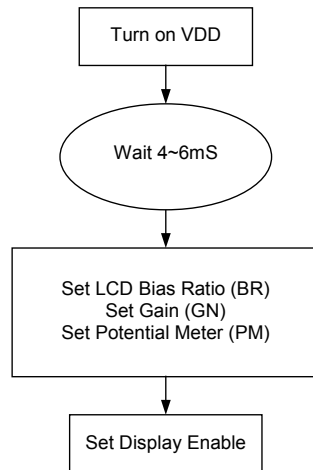 Turn on VDD
Wait 4~6mS
Set LCD Bias Ratio (BR)
Set Gain (GN)
Set Potential Meter (PM)
Set Display Enable